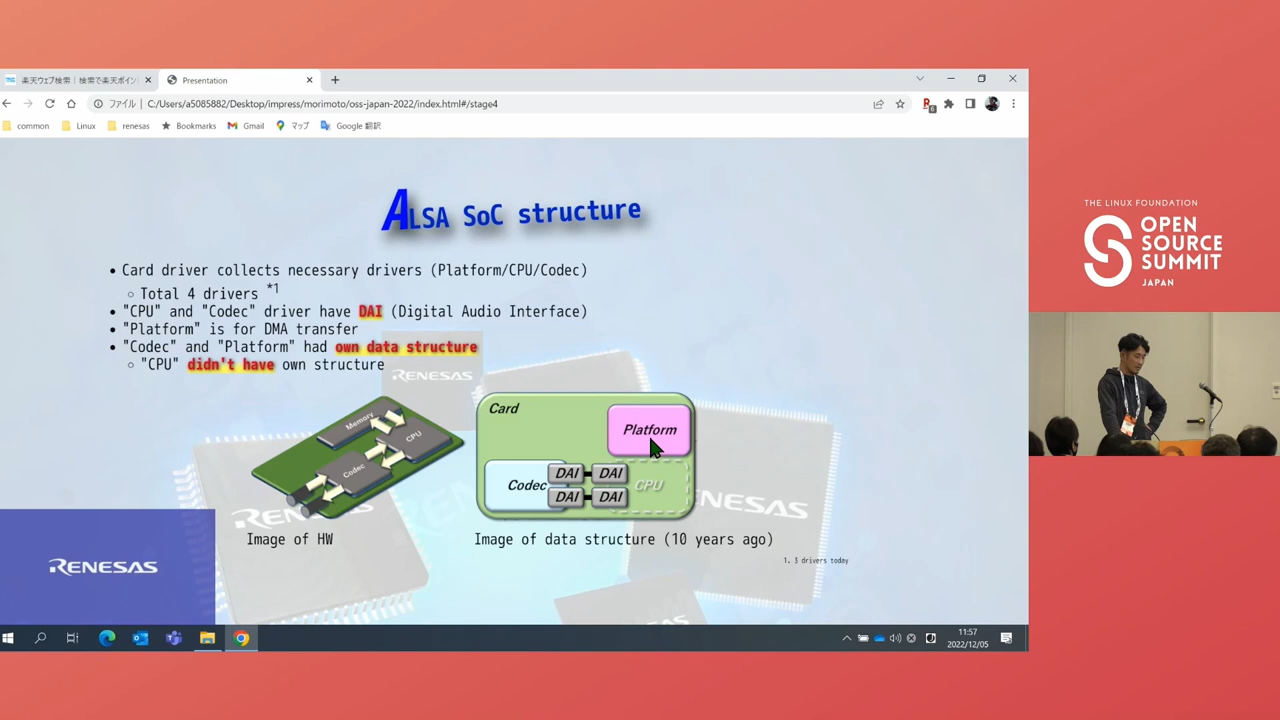 楽天ウェブ検索 | 検索で楽天ポイン
Presentation
ファイル | C:/Users/a5085882/Desktop/impress/morimoto/oss-japan-2022/index.html#/stage4
common
Linux
renesas
Bookmarks
Gmail
マップ
Google 翻訳
ALSA SoC structure
• Card driver collects necessary drivers (Platform/CPU/Codec)
○ Total 4 drivers *1
• "CPU" and "Codec" driver have DAI (Digital Audio Interface)
• "Platform" is for DMA transfer
• "Codec" and "Platform" had own data structure
○ "CPU" didn't have own structure
RENESAS
Memory
CPU
Codec
Card
Platform
Codec
DAI
DAI
DAI
DAI
CPU
RENESAS
RENESAS
Image of HW
Image of data structure (10 years ago)
1. 3 drivers today
RENESAS
11:57
2022/12/05
THE LINUX FOUNDATION
OPEN
SOURCE
SUMMIT
JAPAN